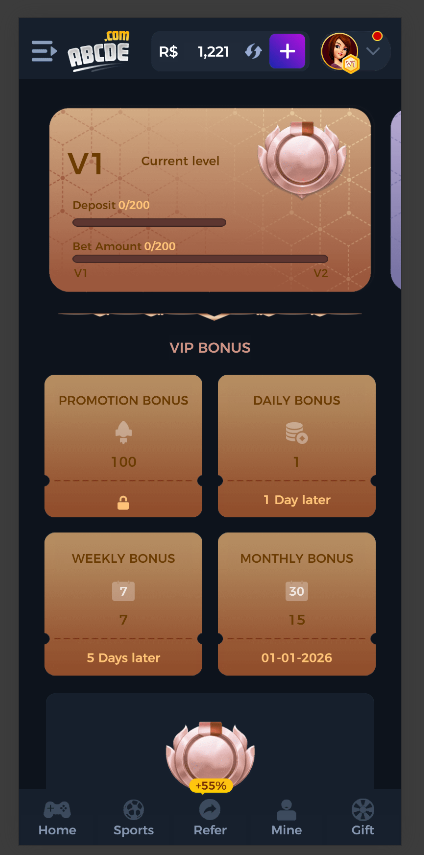 .com
ABCDE
R$ 1,221 +
V1
V1 Current level
Deposit 0/200
Bet Amount 0/200
V1 V2
VIP BONUS
PROMOTION BONUS
100
DAILY BONUS
1
1 Day later
WEEKLY BONUS
7
7
5 Days later
MONTHLY BONUS
30
15
01-01-2026
+55%
Home Sports Refer Mine Gift